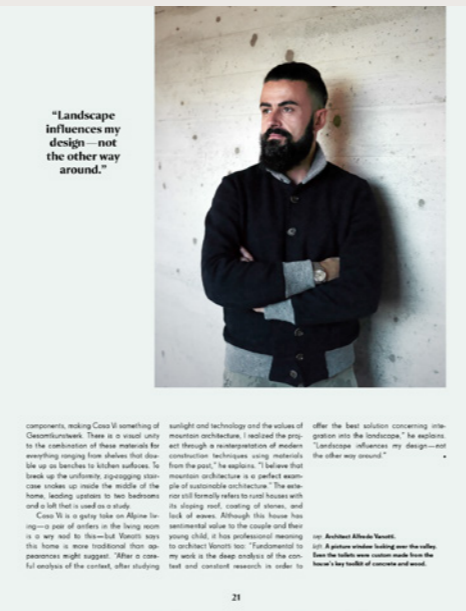 “Landscape
influences my
design—not
the other way
around.”
components, making Casa Vi something of
Gesamtkunstwerk. There is a visual unity
to the combination of these materials for
everything ranging from shelves that dou-
ble up as benches to kitchen surfaces. To
break up the uniformity, zig-zagging stair-
case snakes up inside the middle of the
home, leading upstairs to two bedrooms
and a loft that is used as a study.
Casa Vi is a gutsy take on Alpine liv-
ing—a pair of antlers in the living room
is a wry nod to this—but Vanotti says
this home is more traditional than ap-
pearances might suggest. “After a care-
ful analysis of the context, after studying
sunlight and technology and the values of
mountain architecture, I realized the proj-
ect through a reinterpretation of modern
construction techniques using materials
from the past,” he explains. “I believe that
mountain architecture is a perfect exam-
ple of sustainable architecture.” The exte-
rior still formally refers to rural houses with
its sloping roof, coating of stones, and
lack of eaves. Although this house has
sentimental value to the couple and their
young child, it has professional meaning
to architect Vanotti too: “Fundamental to
my work is the deep analysis of the con-
text and constant research in order to
offer the best solution concerning inte-
gration into the landscape,” he explains.
“Landscape influences my design—not
the other way around.”
Architect Alfredo Vanotti.
A picture window looking over the valley.
Even the toilets were custom made from the
house's key toolkit of concrete and wood.
21